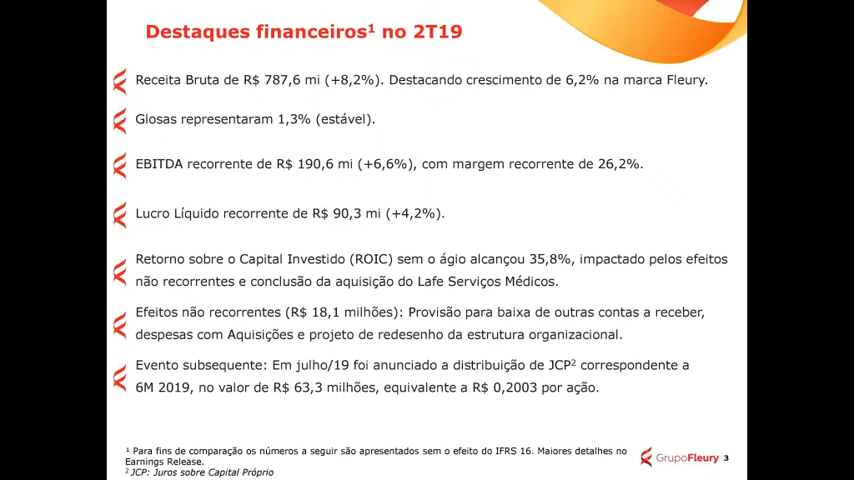 Destaques financeiros¹ no 2T19
Receita Bruta de R$ 787,6 mi (+8,2%). Destacando crescimento de 6,2% na marca Fleury.
Glosas representaram 1,3% (estável).
EBITDA recorrente de R$ 190,6 mi (+6,6%), com margem recorrente de 26,2%.
Lucro Líquido recorrente de R$ 90,3 mi (+4,2%).
Retorno sobre o Capital Investido (ROIC) sem o ágio alcançou 35,8%, impactado pelos efeitos
não recorrentes e conclusão da aquisição do Lafe Serviços Médicos.
Efeitos não recorrentes (R$ 18,1 milhões): Provisão para baixa de outras contas a receber,
despesas com Aquisições e projeto de redesenho da estrutura organizacional.
Evento subsequente: Em julho/19 foi anunciado a distribuição de JCP² correspondente a
6M 2019, no valor de R$ 63,3 milhões, equivalente a R$ 0,2003 por ação.
¹ Para fins de comparação os números a seguir são apresentados sem o efeito do IFRS 16. Maiores detalhes no
Earnings Release.
² JCP: Juros sobre Capital Próprio
GrupoFleury 3